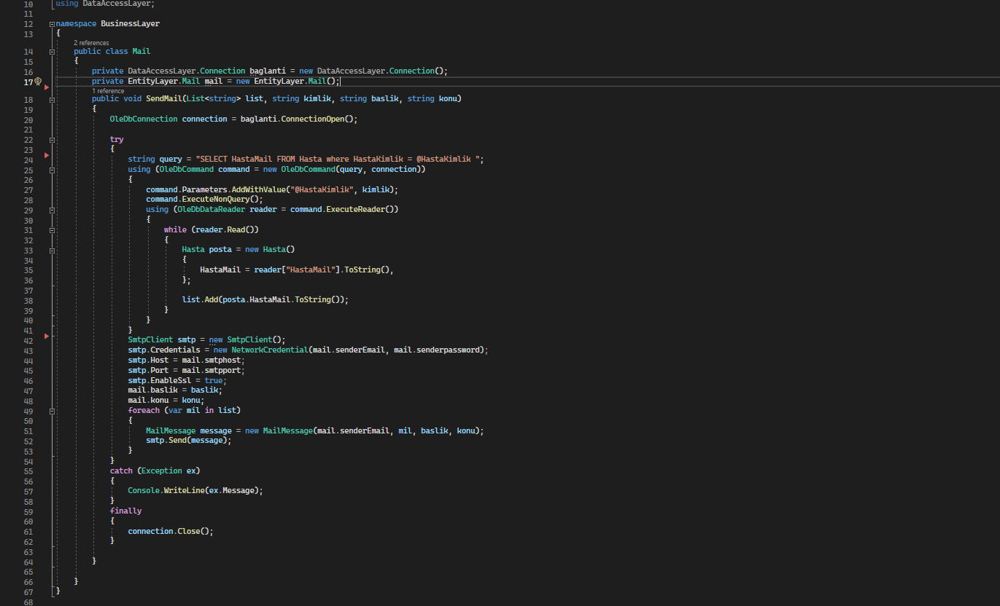 10 using DataAccessLayer;
11
12 namespace BusinessLayer
13 {
2 references
14 public class Mail
15 {
16 private DataAccessLayer.Connection baglanti = new DataAccessLayer.Connection();
17 private EntityLayer.Mail mail = new EntityLayer.Mail();
1 reference
18 public void SendMail(List<string> list, string kimlik, string baslik, string konu)
19 {
20 OleDbConnection connection = baglanti.ConnectionOpen();
21
22 try
23 {
24 string query = "SELECT HastaMail FROM Hasta where HastaKimlik = @HastaKimlik ";
25 using (OleDbCommand command = new OleDbCommand(query, connection))
26 {
27 command.Parameters.AddWithValue("@HastaKimlik", kimlik);
28 command.ExecuteNonQuery();
29 using (OleDbDataReader reader = command.ExecuteReader())
30 {
31 while (reader.Read())
32 {
33 Hasta posta = new Hasta()
34 {
35 HastaMail = reader["HastaMail"].ToString(),
36 };
37
38 list.Add(posta.HastaMail.ToString());
39 }
40 }
41 }
42 SmtpClient smtp = new SmtpClient();
43 smtp.Credentials = new NetworkCredential(mail.senderEmail, mail.senderpassword);
44 smtp.Host = mail.smtphost;
45 smtp.Port = mail.smtpport;
46 smtp.EnableSsl = true;
47 mail.baslik = baslik;
48 mail.konu = konu;
49 foreach (var mil in list)
50 {
51 MailMessage message = new MailMessage(mail.senderEmail, mil, baslik, konu);
52 smtp.Send(message);
53 }
54 }
55 catch (Exception ex)
56 {
57 Console.WriteLine(ex.Message);
58 }
59 finally
60 {
61 connection.Close();
62 }
63
64 }
65
66 }
67 }
68